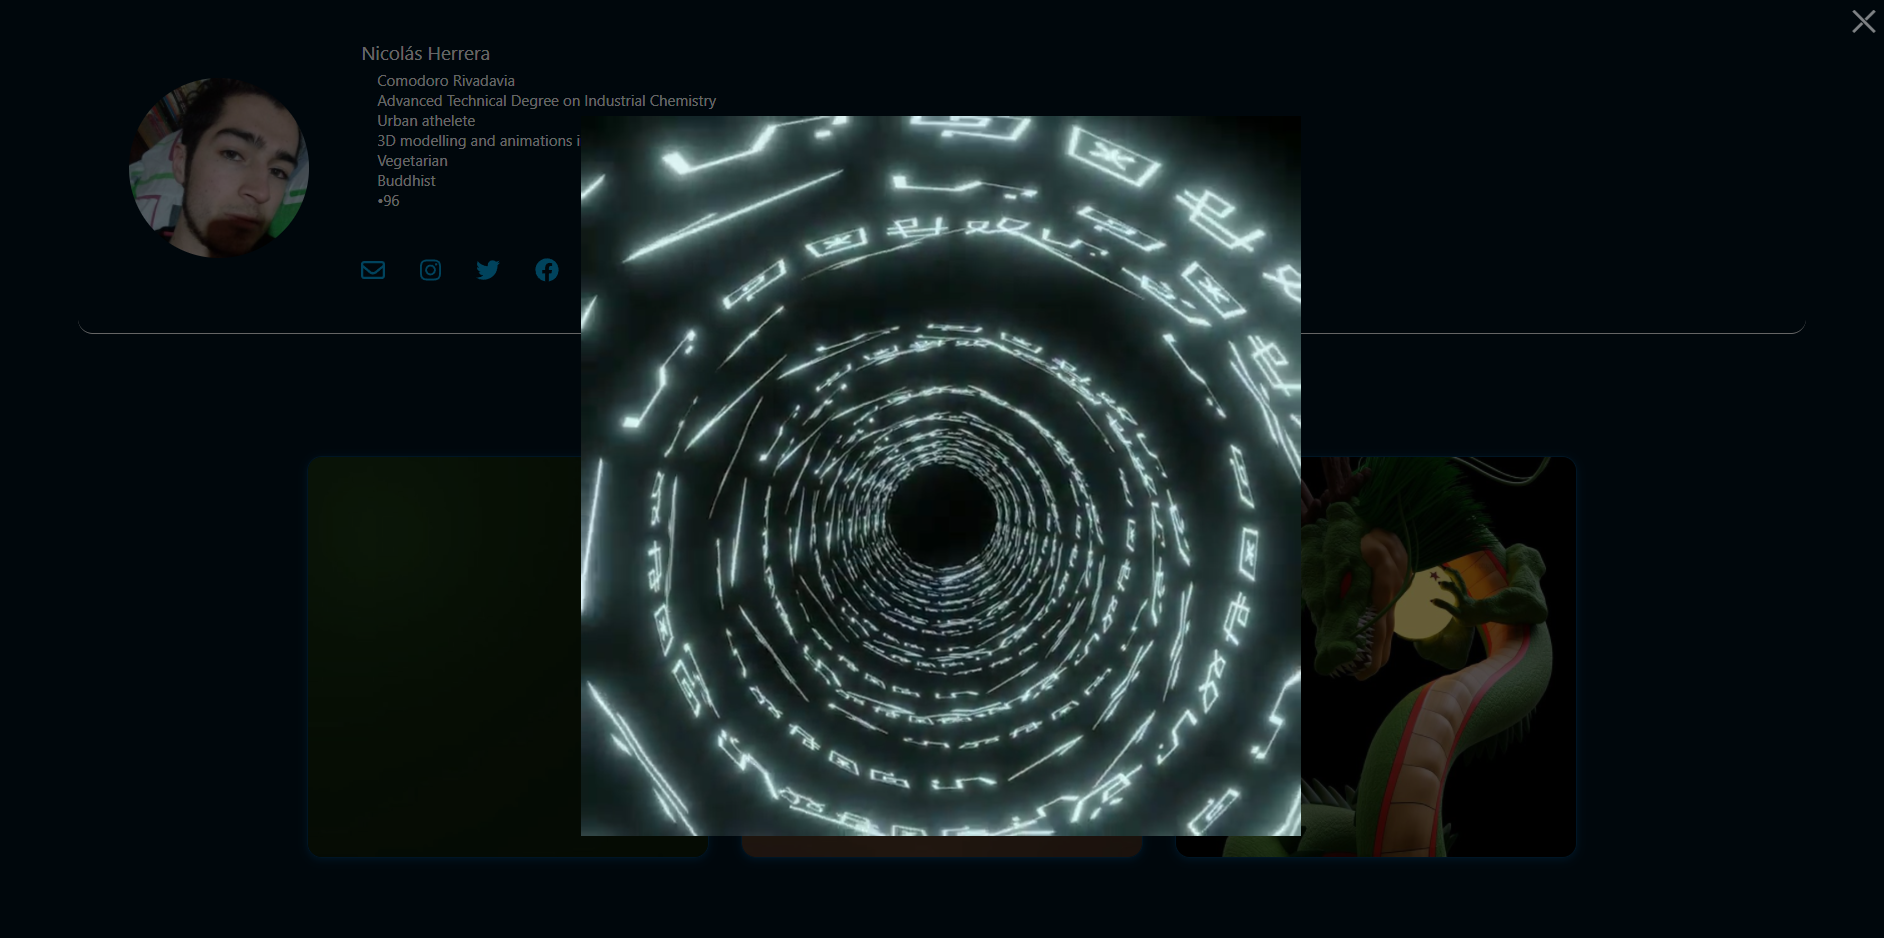 Nicolás Herrera
Comodoro Rivadavia
Advanced Technical Degree on Industrial Chemistry
Urban athelete
3D modelling and animations i
Vegetarian
Buddhist
•96